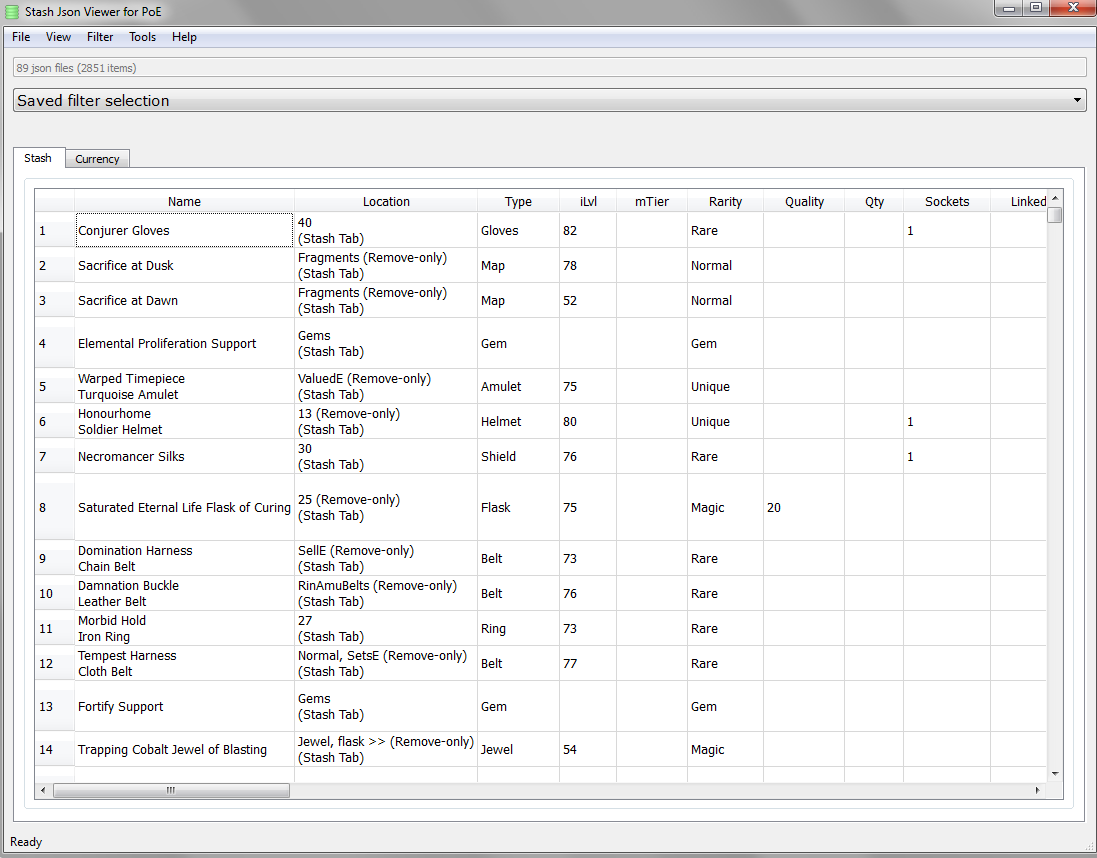 Stash Json Viewer for PoE
File View Filter Tools Help
89 json files (2851 items)
Saved filter selection
Stash Currency
Name Location Type iLvl mTier Rarity Quality Qty Sockets Linked
1 Conjurer Gloves 40 (Stash Tab) Gloves 82 Rare 1
2 Sacrifice at Dusk Fragments (Remove-only) (Stash Tab) Map 78 Normal
3 Sacrifice at Dawn Fragments (Remove-only) (Stash Tab) Map 52 Normal
4 Elemental Proliferation Support Gems (Stash Tab) Gem Gem
5 Warped Timepiece Turquoise Amulet ValuedE (Remove-only) (Stash Tab) Amulet 75 Unique
6 Honourhome Soldier Helmet 13 (Remove-only) (Stash Tab) Helmet 80 Unique 1
7 Necromancer Silks 30 (Stash Tab) Shield 76 Rare 1
8 Saturated Eternal Life Flask of Curing 25 (Remove-only) (Stash Tab) Flask 75 Magic 20
9 Domination Harness Chain Belt SellE (Remove-only) (Stash Tab) Belt 73 Rare
10 Damnation Buckle Leather Belt RinAmuBelts (Remove-only) (Stash Tab) Belt 76 Rare
11 Morbid Hold Iron Ring 27 (Stash Tab) Ring 73 Rare
12 Tempest Harness Cloth Belt Normal, SetsE (Remove-only) (Stash Tab) Belt 77 Rare
13 Fortify Support Gems (Stash Tab) Gem Gem
14 Trapping Cobalt Jewel of Blasting Jewel, flask >> (Remove-only) (Stash Tab) Jewel 54 Magic
Ready